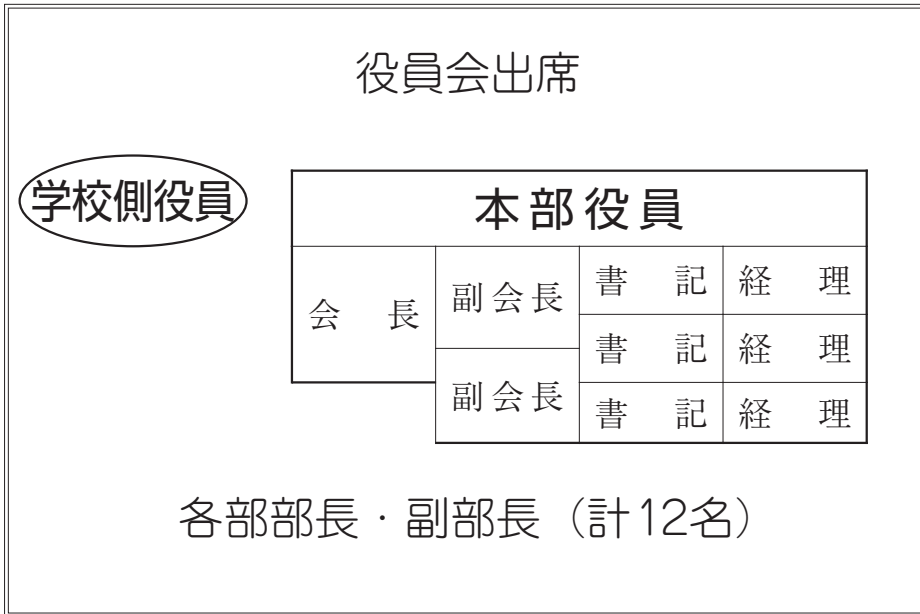 役員会出席
学校側役員
本部役員
会長
副会長
副会長
書記
経理
書記
経理
書記
経理
各部部長・副部長（計12名）